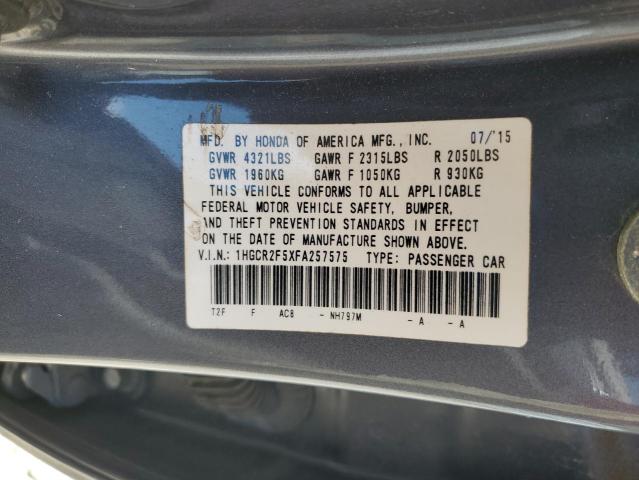 MFD. BY HONDA OF AMERICA MFG., INC. 07/'15
GVWR 4321LBS GAWR F 2315LBS R 2050LBS
GVWR 1960KG GAWR F 1050KG R 930KG
THIS VEHICLE CONFORMS TO ALL APPLICABLE
FEDERAL MOTOR VEHICLE SAFETY, BUMPER,
AND THEFT PREVENTION STANDARDS IN EFFECT
ON THE DATE OF MANUFACTURE SHOWN ABOVE.
V.I.N.: 1HGCR2F5XFA257575 TYPE: PASSENGER CAR
T2F F AC8 - NH797M - A - A